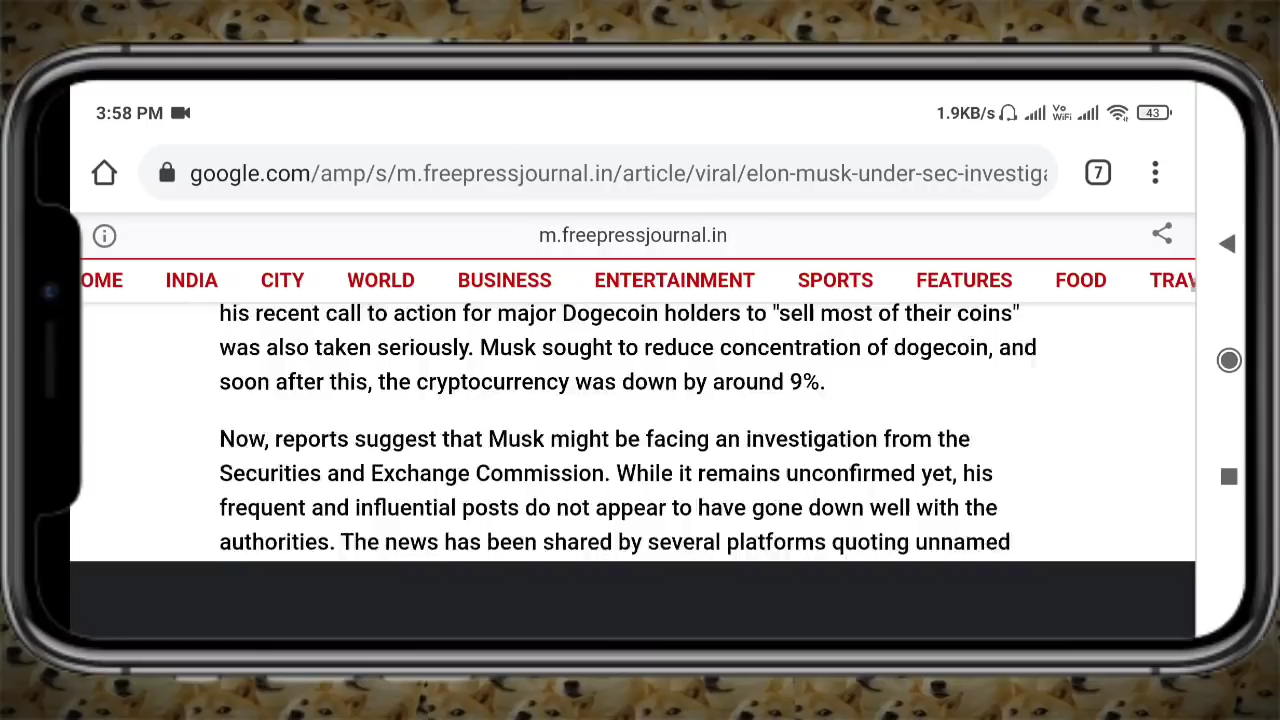 3:58 PM 1.9KB/s Vo WiFi 43
google.com/amp/s/m.freepressjournal.in/article/viral/elon-musk-under-sec-investiga 7
m.freepressjournal.in
OME INDIA CITY WORLD BUSINESS ENTERTAINMENT SPORTS FEATURES FOOD TRAV
his recent call to action for major Dogecoin holders to "sell most of their coins"
was also taken seriously. Musk sought to reduce concentration of dogecoin, and
soon after this, the cryptocurrency was down by around 9%.
Now, reports suggest that Musk might be facing an investigation from the
Securities and Exchange Commission. While it remains unconfirmed yet, his
frequent and influential posts do not appear to have gone down well with the
authorities. The news has been shared by several platforms quoting unnamed